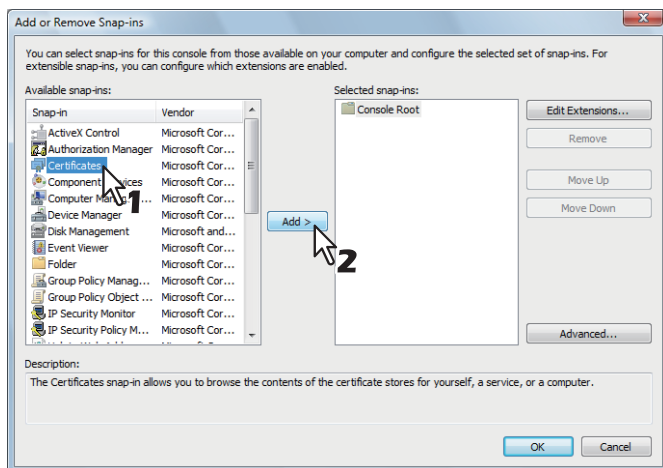 Add or Remove Snap-ins
You can select snap-ins for this console from those available on your computer and configure the selected set of snap-ins. For
extensible snap-ins, you can configure which extensions are enabled.
Available snap-ins:
Snap-in Vendor
ActiveX Control Microsoft Cor...
Authorization Manager Microsoft Cor...
Certificates Microsoft Cor...
1
Component Microsoft Cor...
Computer Microsoft Cor...
Device Manager Microsoft Cor...
Disk Management Microsoft and...
Event Viewer Microsoft Cor...
Folder Microsoft Cor...
Group Policy Manag... Microsoft Cor...
Group Policy Object ... Microsoft Cor...
IP Security Monitor Microsoft Cor...
IP Security Policy M... Microsoft Cor...
Add >
2
Selected snap-ins:
Console Root
Edit Extensions...
Remove
Move Up
Move Down
Advanced...
Description:
The Certificates snap-in allows you to browse the contents of the certificate stores for yourself, a service, or a computer.
OK Cancel